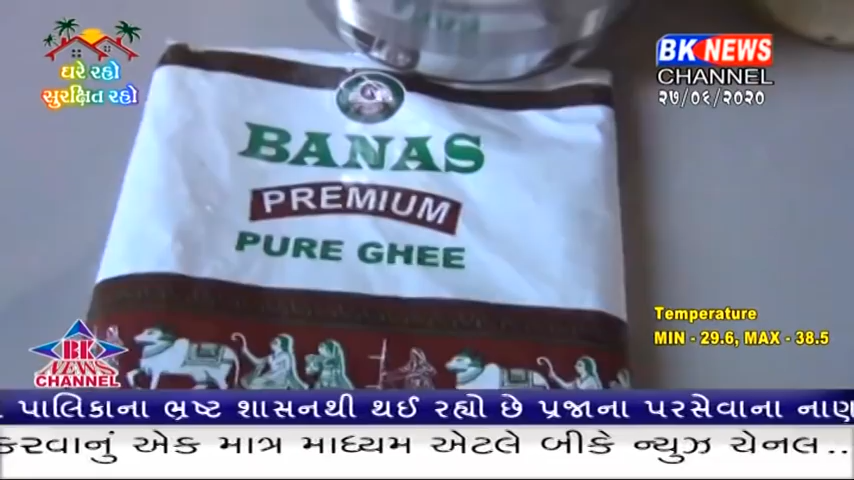 ઘરે રહો
સુરક્ષિત રહો
BK NEWS
CHANNEL
૨૭/૦૬/૨૦૨૦
BANAS
PREMIUM
PURE GHEE
Temperature
MIN - 29.6, MAX - 38.5
BK
NEWS
CHANNEL
પાલિકાના ભ્રષ્ટ શાસનથી થઈ રહ્યો છે પ્રજાના પરસેવાના નાણ
કરવાનું એક માત્ર માધ્યમ એટલે બીકે ન્યુઝ ચેનલ...